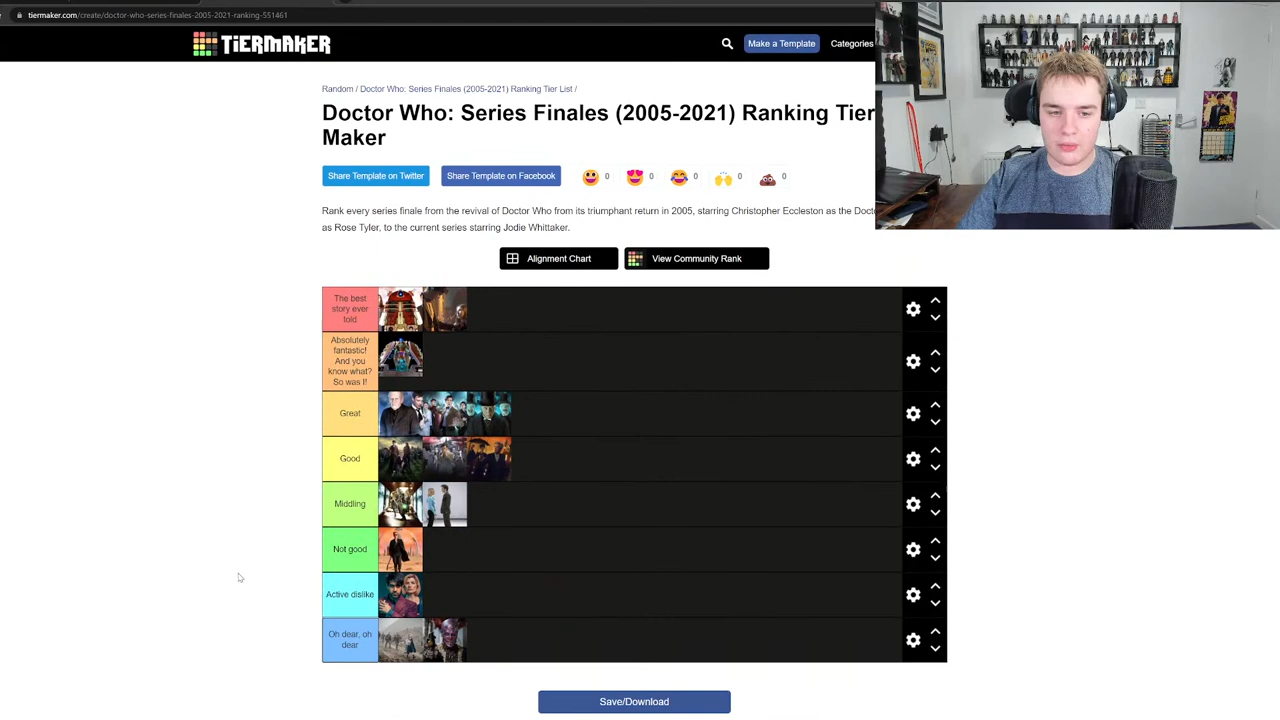 tiermaker.com/create/doctor-who-series-finales-2005-2021-ranking-551461
TiERMAKER
Make a Template
Categories
Random / Doctor Who: Series Finales (2005-2021) Ranking Tier List /
Doctor Who: Series Finales (2005-2021) Ranking Tier
Maker
Share Template on Twitter
Share Template on Facebook
0
0
0
0
0
Rank every series finale from the revival of Doctor Who from its triumphant return in 2005, starring Christopher Eccleston as the Doct
as Rose Tyler, to the current series starring Jodie Whittaker.
Alignment Chart
View Community Rank
The best
story ever
told
Absolutely
fantastic!
And you
know what?
So was I!
Great
Good
Middling
Not good
Active dislike
Oh dear, oh
dear
Save/Download